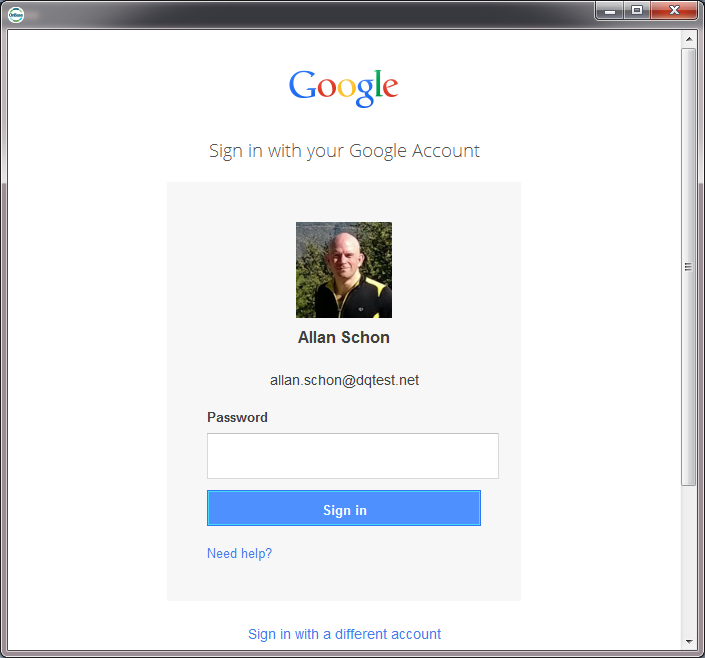 Google
Sign in with your Google Account
Allan Schon
allan.schon@dqtest.net
Password
Sign in
Need help?
Sign in with a different account